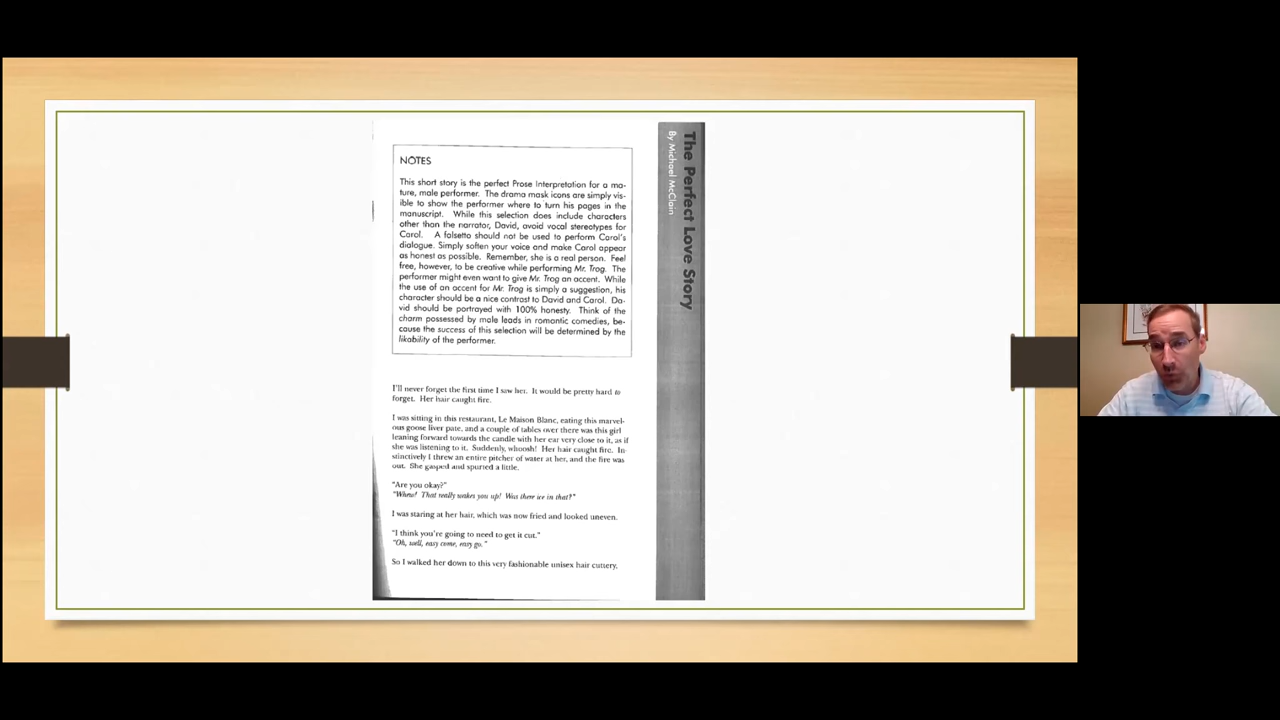 NOTES
This short story is the perfect Prose Interpretation for a ma-
ture, male performer. The drama mask icons are simply vis-
ible to show the performer where to turn his pages in the
manuscript. While this selection does include characters
other than the narrator, David, avoid vocal stereotypes for
Carol. A falsetto should not be used to perform Carol's
dialogue. Simply soften your voice and make Carol appear
as honest as possible. Remember, she is a real person. Feel
free, however, to be creative while performing Mr. Trog. The
performer might even want to give Mr. Trog an accent. While
the use of an accent for Mr. Trog is simply a suggestion, his
character should be a nice contrast to David and Carol. Da-
vid should be portrayed with 100% honesty. Think of the
charm possessed by male leads in romantic comedies, be-
cause the success of this selection will be determined by the
likability of the performer.
The Perfect Love Story
By Michael McClain
I'll never forget the first time I saw her. It would be pretty hard to
forget. Her hair caught fire.
I was sitting in this restaurant, Le Maison Blanc, eating this marvel-
ous goose liver pate, and a couple of tables over there was this girl
leaning forward towards the candle with her ear very close to it, as if
she was listening to it. Suddenly, whoosh! Her hair caught fire. In-
stinctively I threw an entire pitcher of water at her, and the fire was
out. She gasped and spurted a little.
"Are you okay?"
"Whew! That really wakes you up! Was there ice in that?"
I was staring at her hair, which was now fried and looked uneven.
"I think you're going to need to get it cut."
"Oh, well, easy come, easy go."
So I walked her down to this very fashionable unisex hair cuttery.